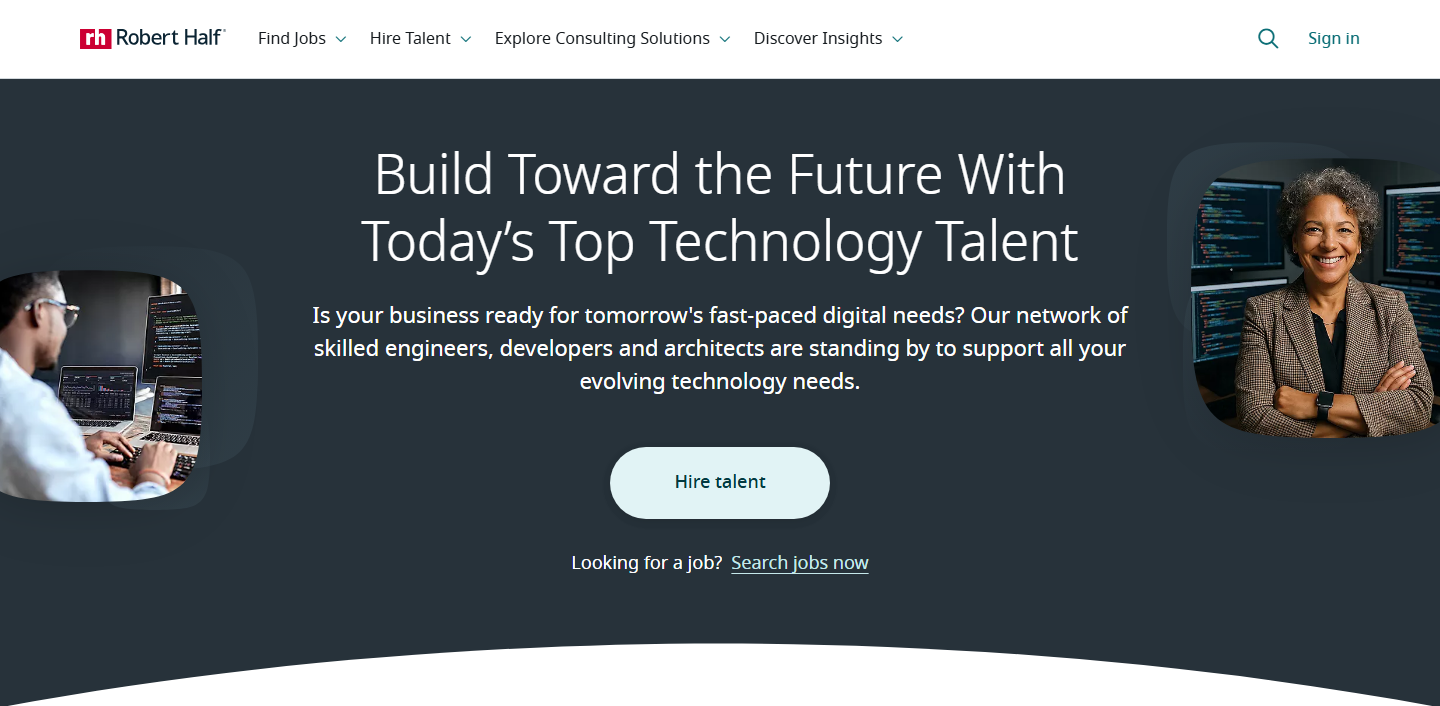 rh Robert Half®
Find Jobs
Hire Talent
Explore Consulting Solutions
Discover Insights
Sign in
Build Toward the Future With
Today’s Top Technology Talent
Is your business ready for tomorrow's fast-paced digital needs? Our network of
skilled engineers, developers and architects are standing by to support all your
evolving technology needs.
Hire talent
Looking for a job? Search jobs now